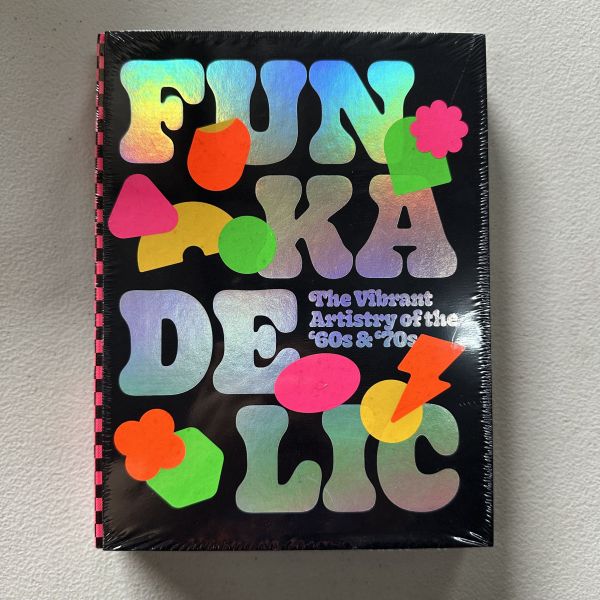 FUN
KA
DE
The Vibrant
Artistry of the
‘60s & ‘70s
LIC